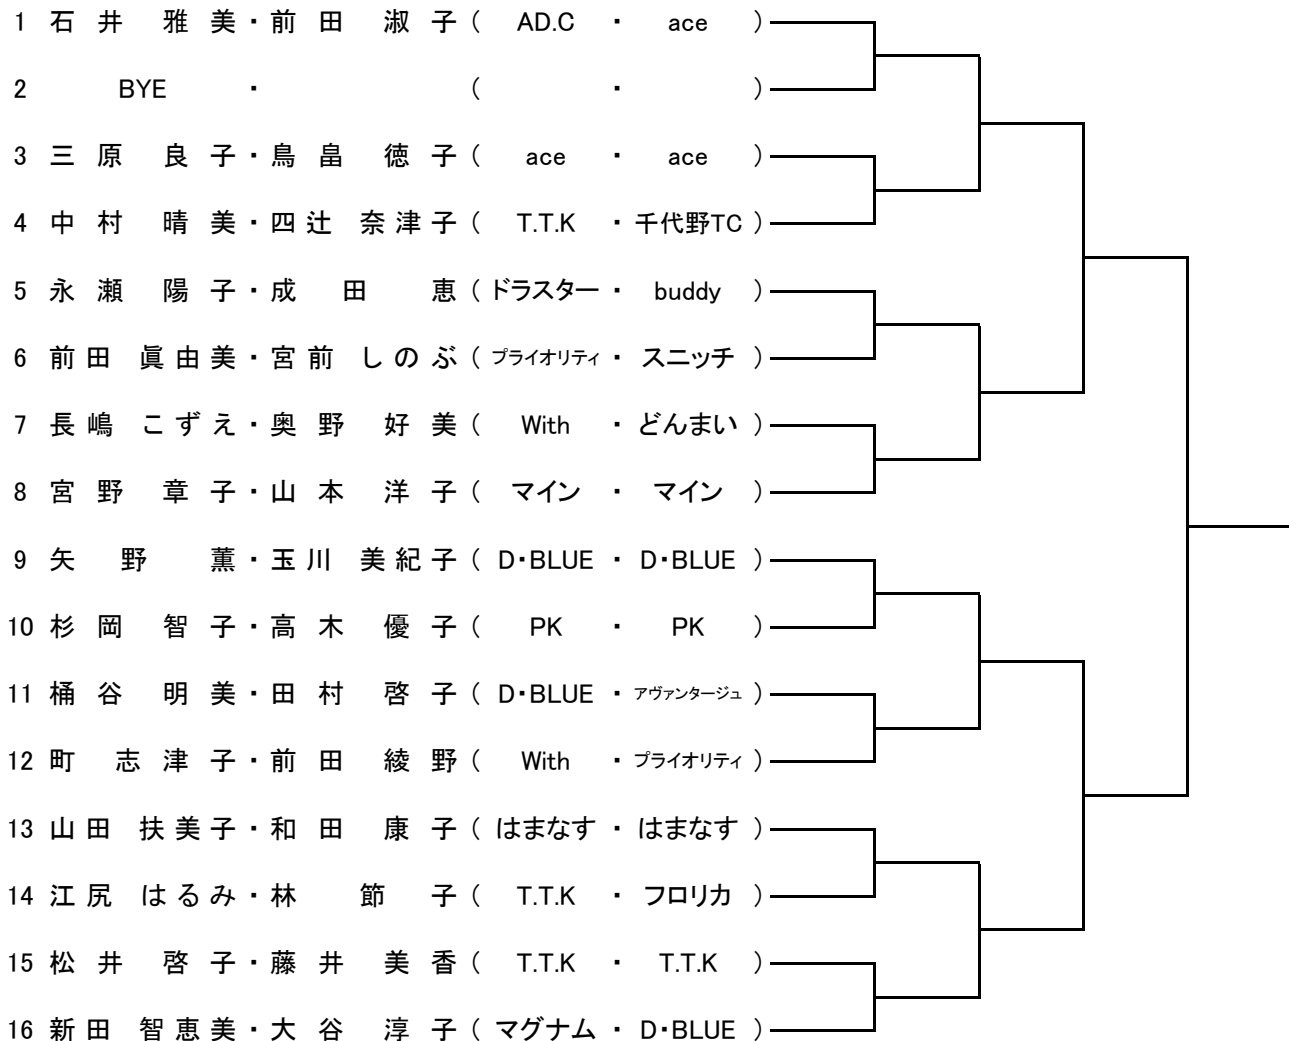 1 石井 雅美・前田 淑子( AD.C ・ ace )
2 BYE ・ ( ・ )
3 三原 良子・鳥畠 徳子( ace ・ ace )
4 中村 晴美・四辻 奈津子( T.T.K ・千代野TC )
5 永瀬 陽子・成田 恵(ドラスター・ buddy )
6 前田 眞由美・宮前 しのぶ( プライオリティ ・ スニッチ )
7 長嶋 こずえ・奥野 好美( With ・どんまい )
8 宮野 章子・山本 洋子( マイン ・ マイン )
9 矢野 薫・玉川 美紀子( D・BLUE ・ D・BLUE )
10 杉岡 智子・高木 優子( PK ・ PK )
11 桶谷 明美・田村 啓子( D・BLUE ・ アヴァンタージュ )
12 町 志津子・前田 綾野( With ・ プライオリティ )
13 山田 扶美子・和田 康子( はまなす ・ はまなす )
14 江尻 はるみ・林 節子( T.T.K ・ フロリカ )
15 松井 啓子・藤井 美香( T.T.K ・ T.T.K )
16 新田 智恵美・大谷 淳子( マグナム ・ D・BLUE )